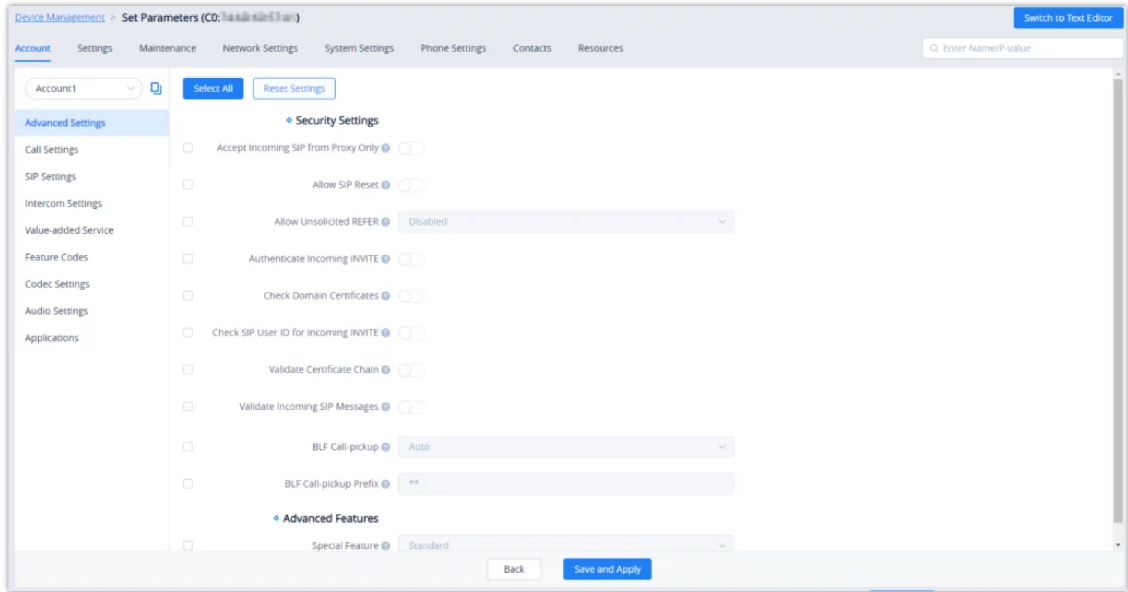 Device Management > Set Parameters (C0: )
Switch to Text Editor
Account Settings Maintenance Network Settings System Settings Phone Settings Contacts Resources
Enter Name/P-value
Account1
Select All Reset Settings
Advanced Settings
Call Settings
SIP Settings
Intercom Settings
Value-added Service
Feature Codes
Codec Settings
Audio Settings
Applications
Security Settings
Accept Incoming SIP from Proxy Only
Allow SIP Reset
Allow Unsolicited REFER Disabled
Authenticate Incoming INVITE
Check Domain Certificates
Check SIP User ID for Incoming INVITE
Validate Certificate Chain
Validate Incoming SIP Messages
BLF Call-pickup Auto
BLF Call-pickup Prefix **
Advanced Features
Special Feature Standard
Back Save and Apply